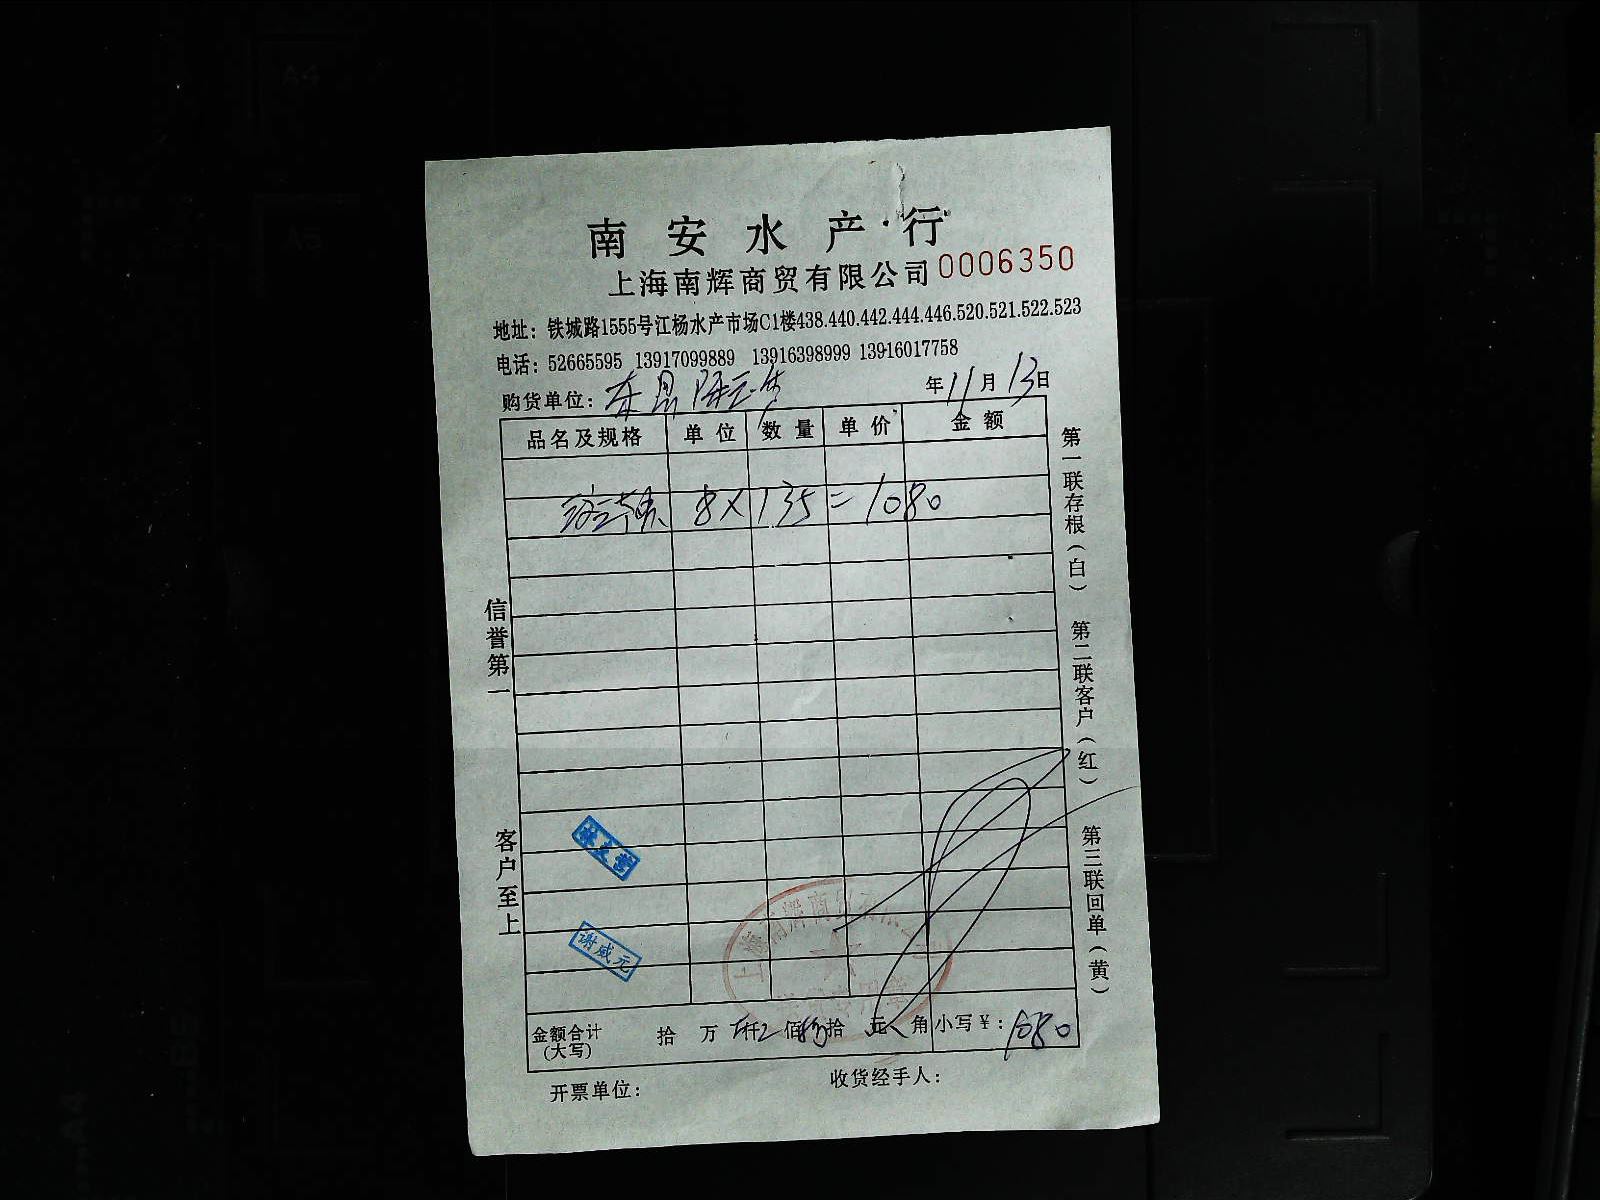 南安水产行
上海南辉商贸有限公司 0006350
地址：铁城路1555号江杨水产市场C1楼438.440.442.444.446.520.521.522.523
电话：52665595 13917099889 13916398999 13916017758
购货单位： 年11月13日
品名及规格 单位 数量 单价 金额
8×135=1080
信誉第一
客户至上
第一联存根（白）
第二联客户（红）
第三联回单（黄）
谢咸元
金额合计（大写） 拾 万 仟 佰 拾 元 角 小写￥：1080
开票单位： 收货经手人：